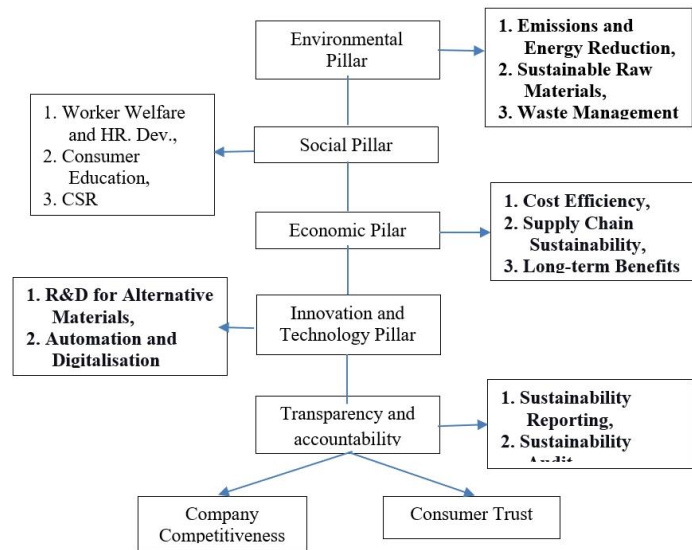 Environmental
Pillar
1. Emissions and
Energy Reduction,
2. Sustainable Raw
Materials,
3. Waste Management
1. Worker Welfare
and HR. Dev.,
2. Consumer
Education,
3. CSR
Social Pillar
Economic Pilar
1. Cost Efficiency,
2. Supply Chain
Sustainability,
3. Long-term Benefits
1. R&D for Alternative
Materials,
2. Automation and
Digitalisation
Innovation and
Technology Pillar
Transparency and
accountability
1. Sustainability
Reporting,
2. Sustainability
Audit
Company
Competitiveness
Consumer Trust